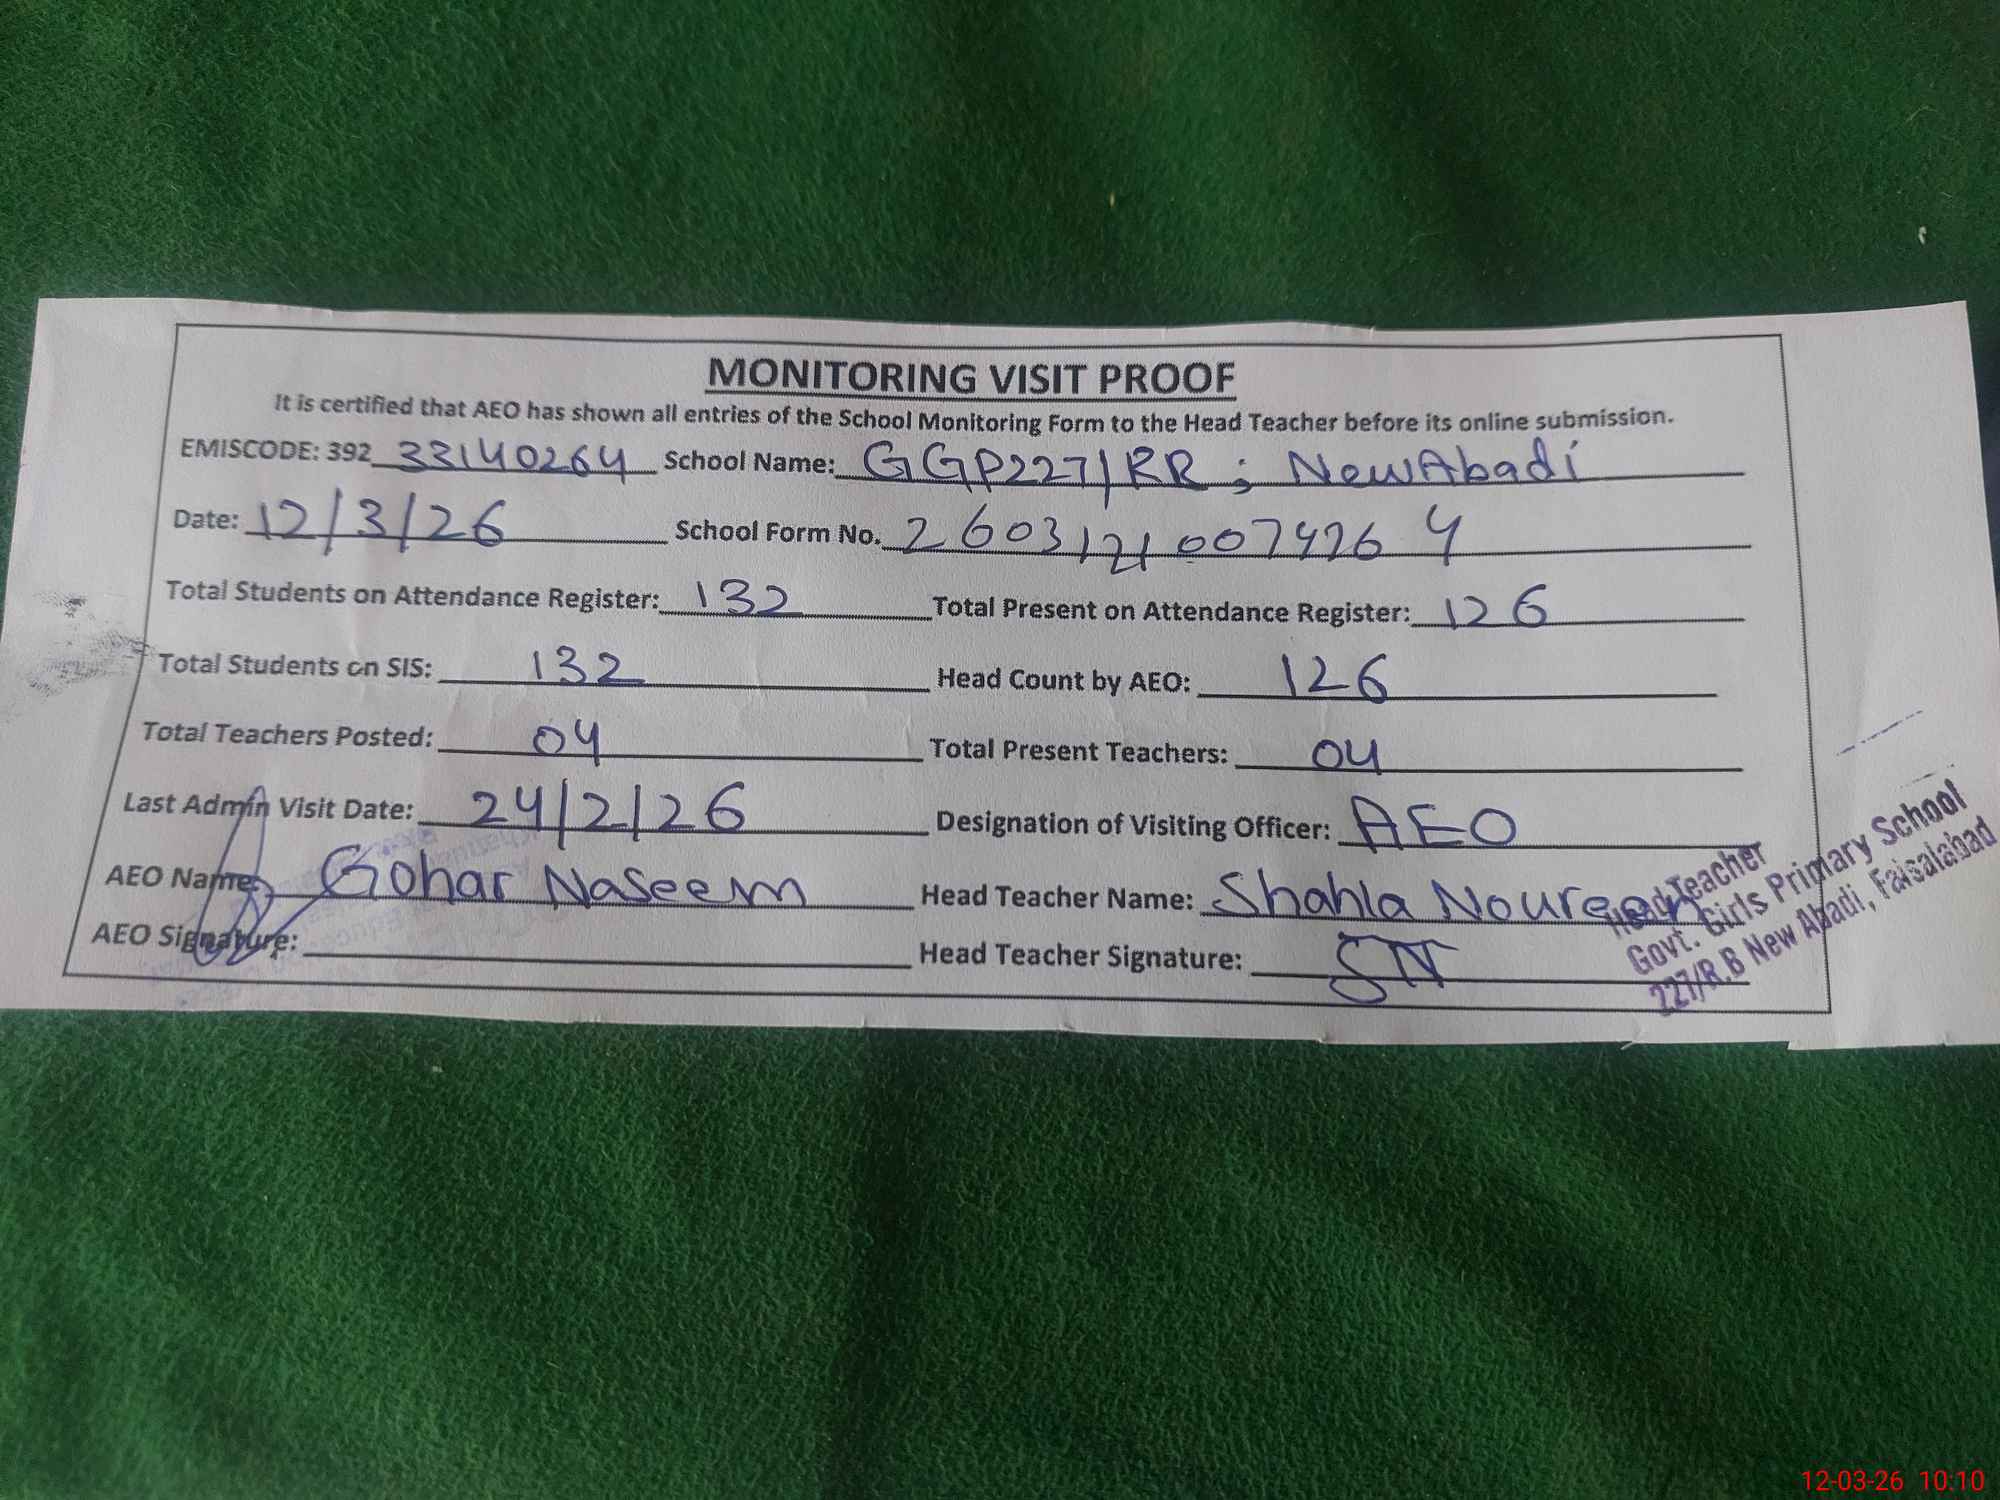 MONITORING VISIT PROOF
It is certified that AEO has shown all entries of the School Monitoring Form to the Head Teacher before its online submission.
EMISCODE: 392 33140264 School Name: GGP227/RR ; NewAbadi
Date: 12/3/26 School Form No. 26031210074264
Total Students on Attendance Register: 132 Total Present on Attendance Register: 126
Total Students on SIS: 132 Head Count by AEO: 126
Total Teachers Posted: 04 Total Present Teachers: 04
Last Admin Visit Date: 24/2/26 Designation of Visiting Officer: AEO
AEO Name: Gohar Naseem Head Teacher Name: Shahla Noureen
AEO Signature: Head Teacher Signature: SN
Head Teacher
Govt. Girls Primary School
227/R.B New Abadi, Faisalabad
12-03-26 10:10